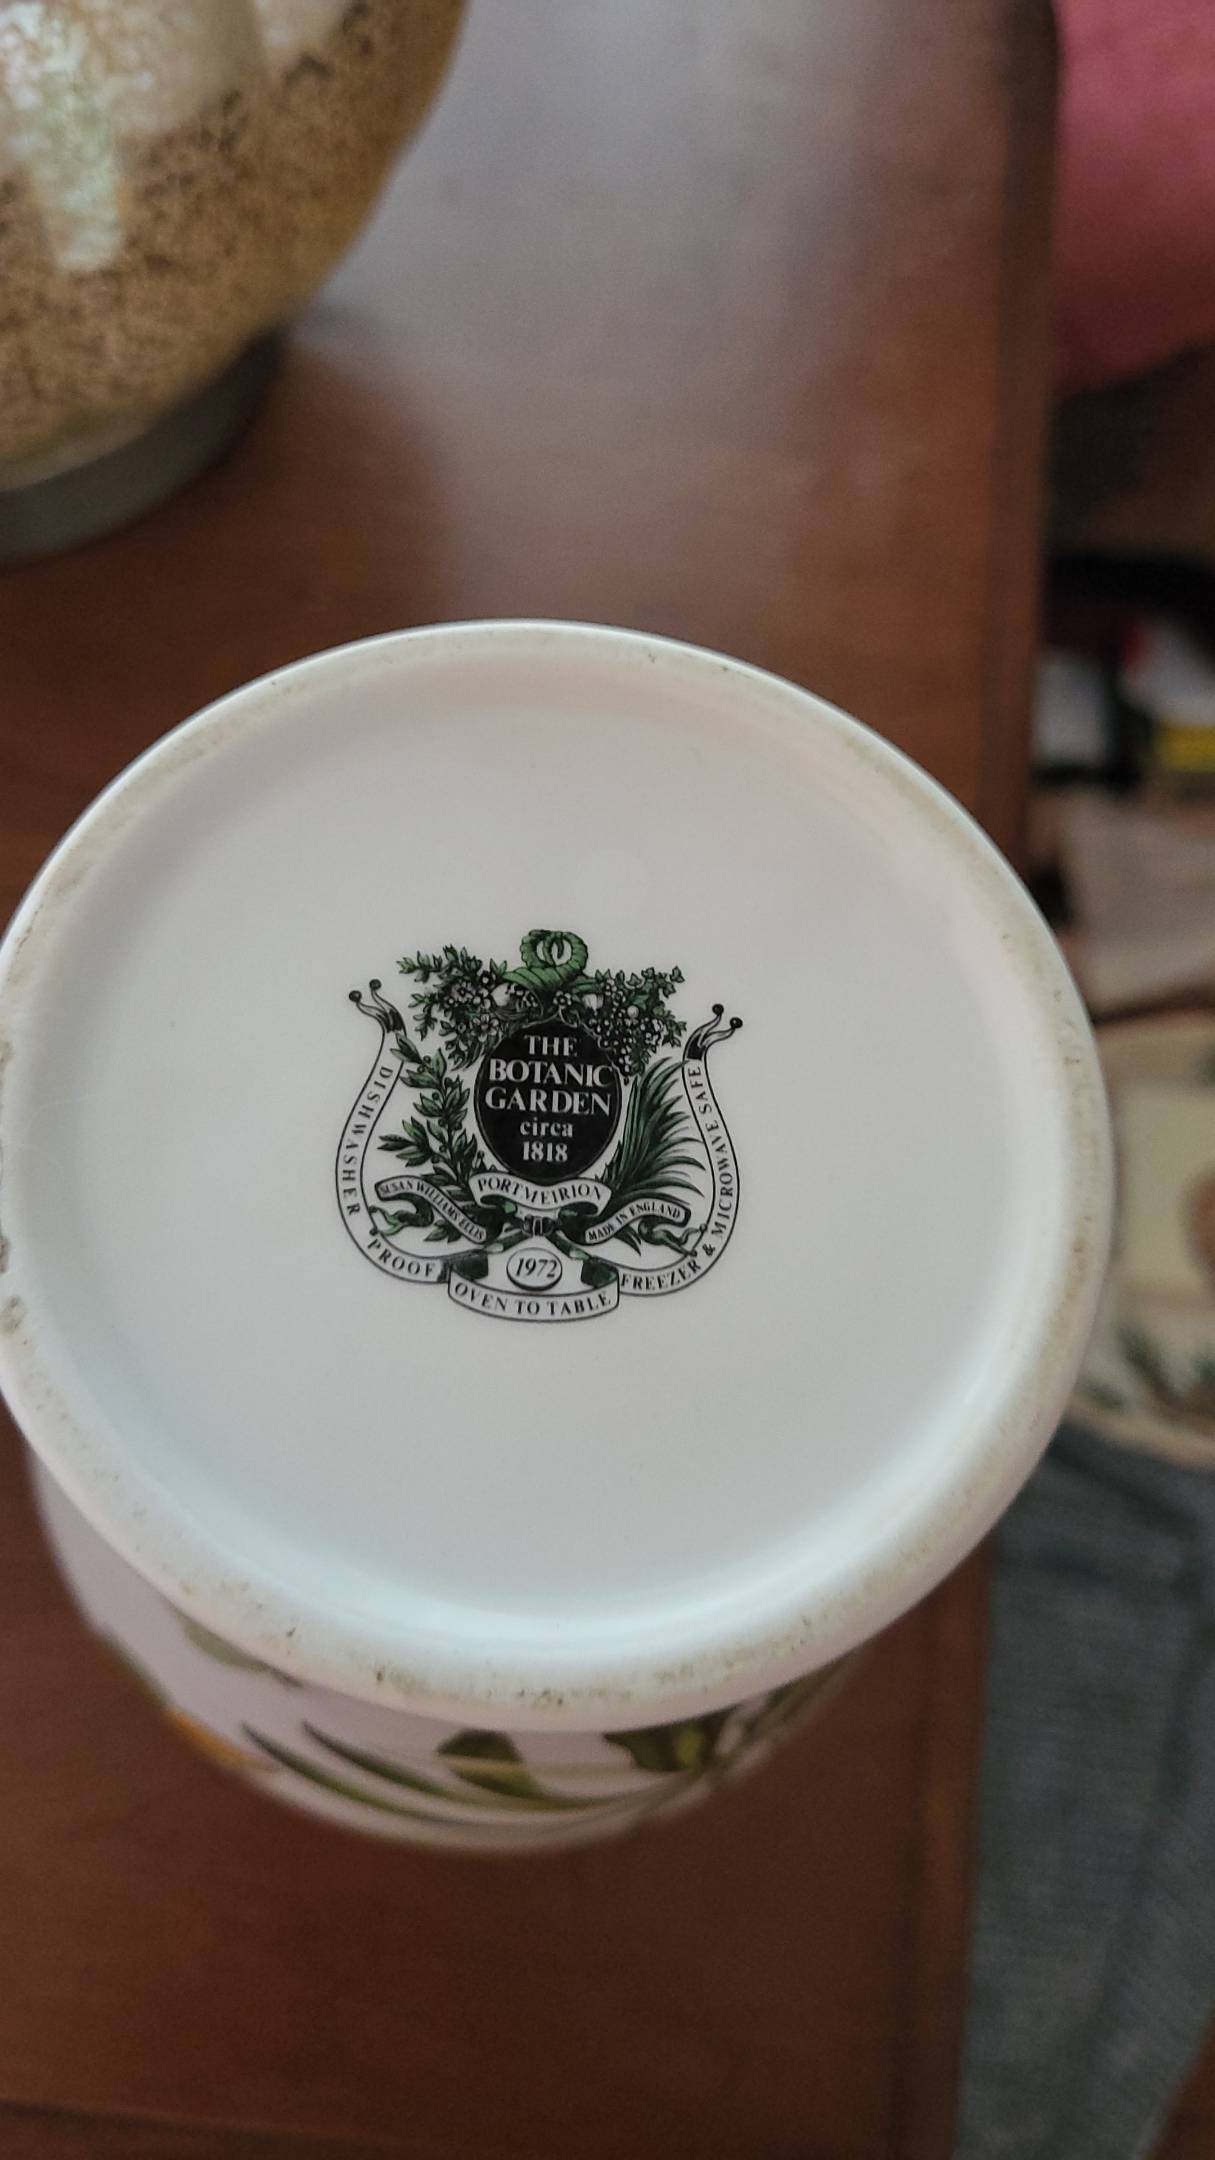 THE
BOTANIC
GARDEN
circa
1818
PORTMEIRION
SUSAN WILLIAMS-ELLIS
MADE IN ENGLAND
1972
DISHWASHER PROOF
OVEN TO TABLE
FREEZER & MICROWAVE SAFE